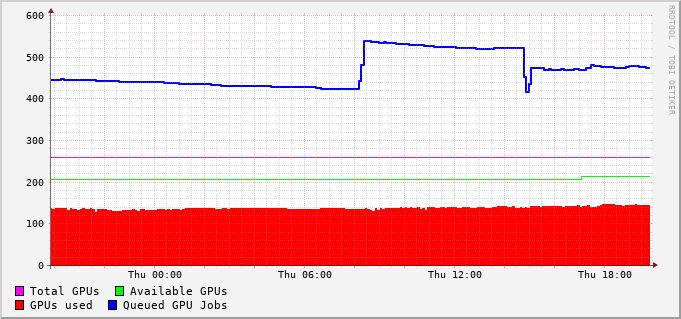 600
500
400
300
200
100
0
Thu 00:00 Thu 06:00 Thu 12:00 Thu 18:00
Total GPUs Available GPUs
GPUs used Queued GPU Jobs
RRDTOOL / TOBI OETIKER